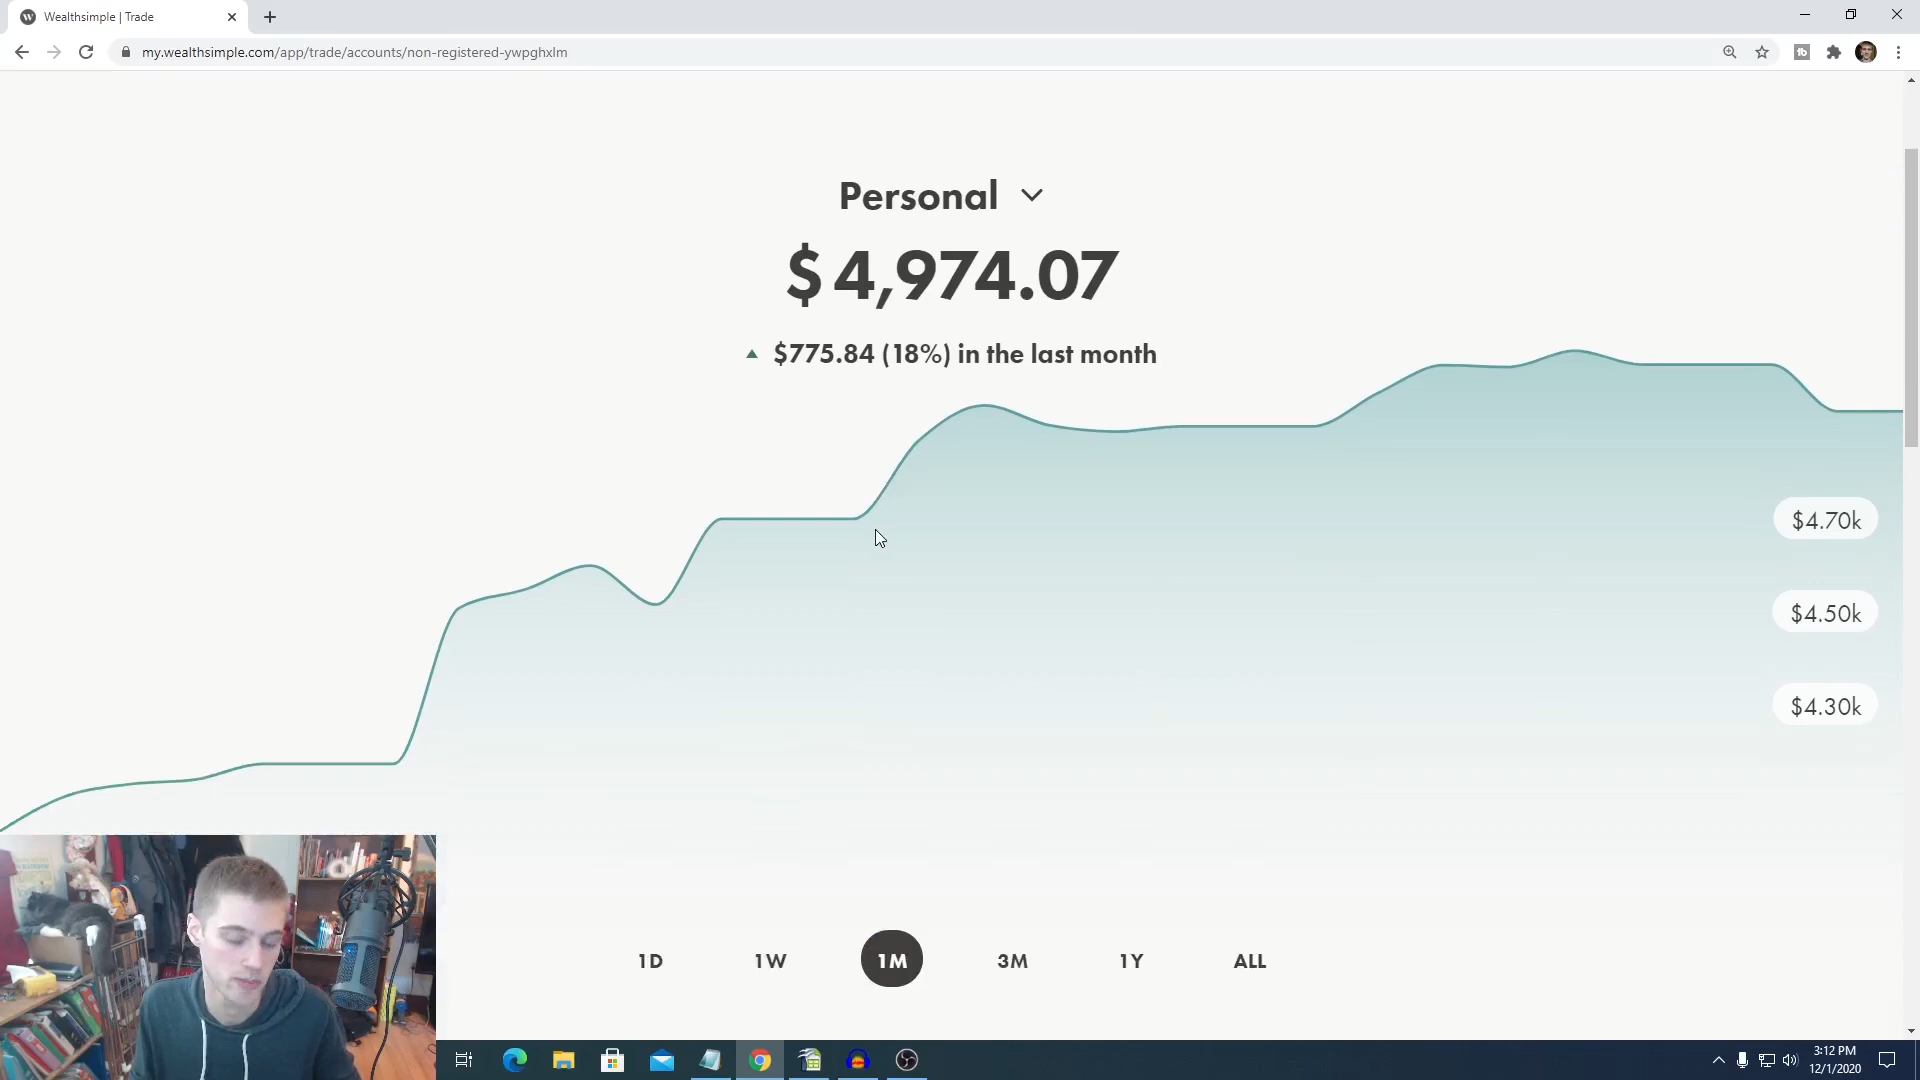 Wealthsimple | Trade
my.wealthsimple.com/app/trade/accounts/non-registered-ywpghxlm
Personal
$4,974.07
$775.84 (18%) in the last month
$4.70k
$4.50k
$4.30k
1D 1W 1M 3M 1Y ALL
3:12 PM
12/1/2020